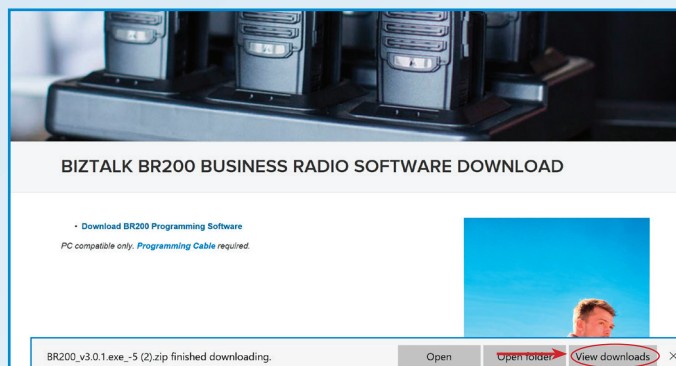 BIZTALK BR200 BUSINESS RADIO SOFTWARE DOWNLOAD
• Download BR200 Programming Software
PC compatible only. Programming Cable required.
BR200_v3.0.1.exe_-5 (2).zip finished downloading.
Open
Open folder
View downloads
×